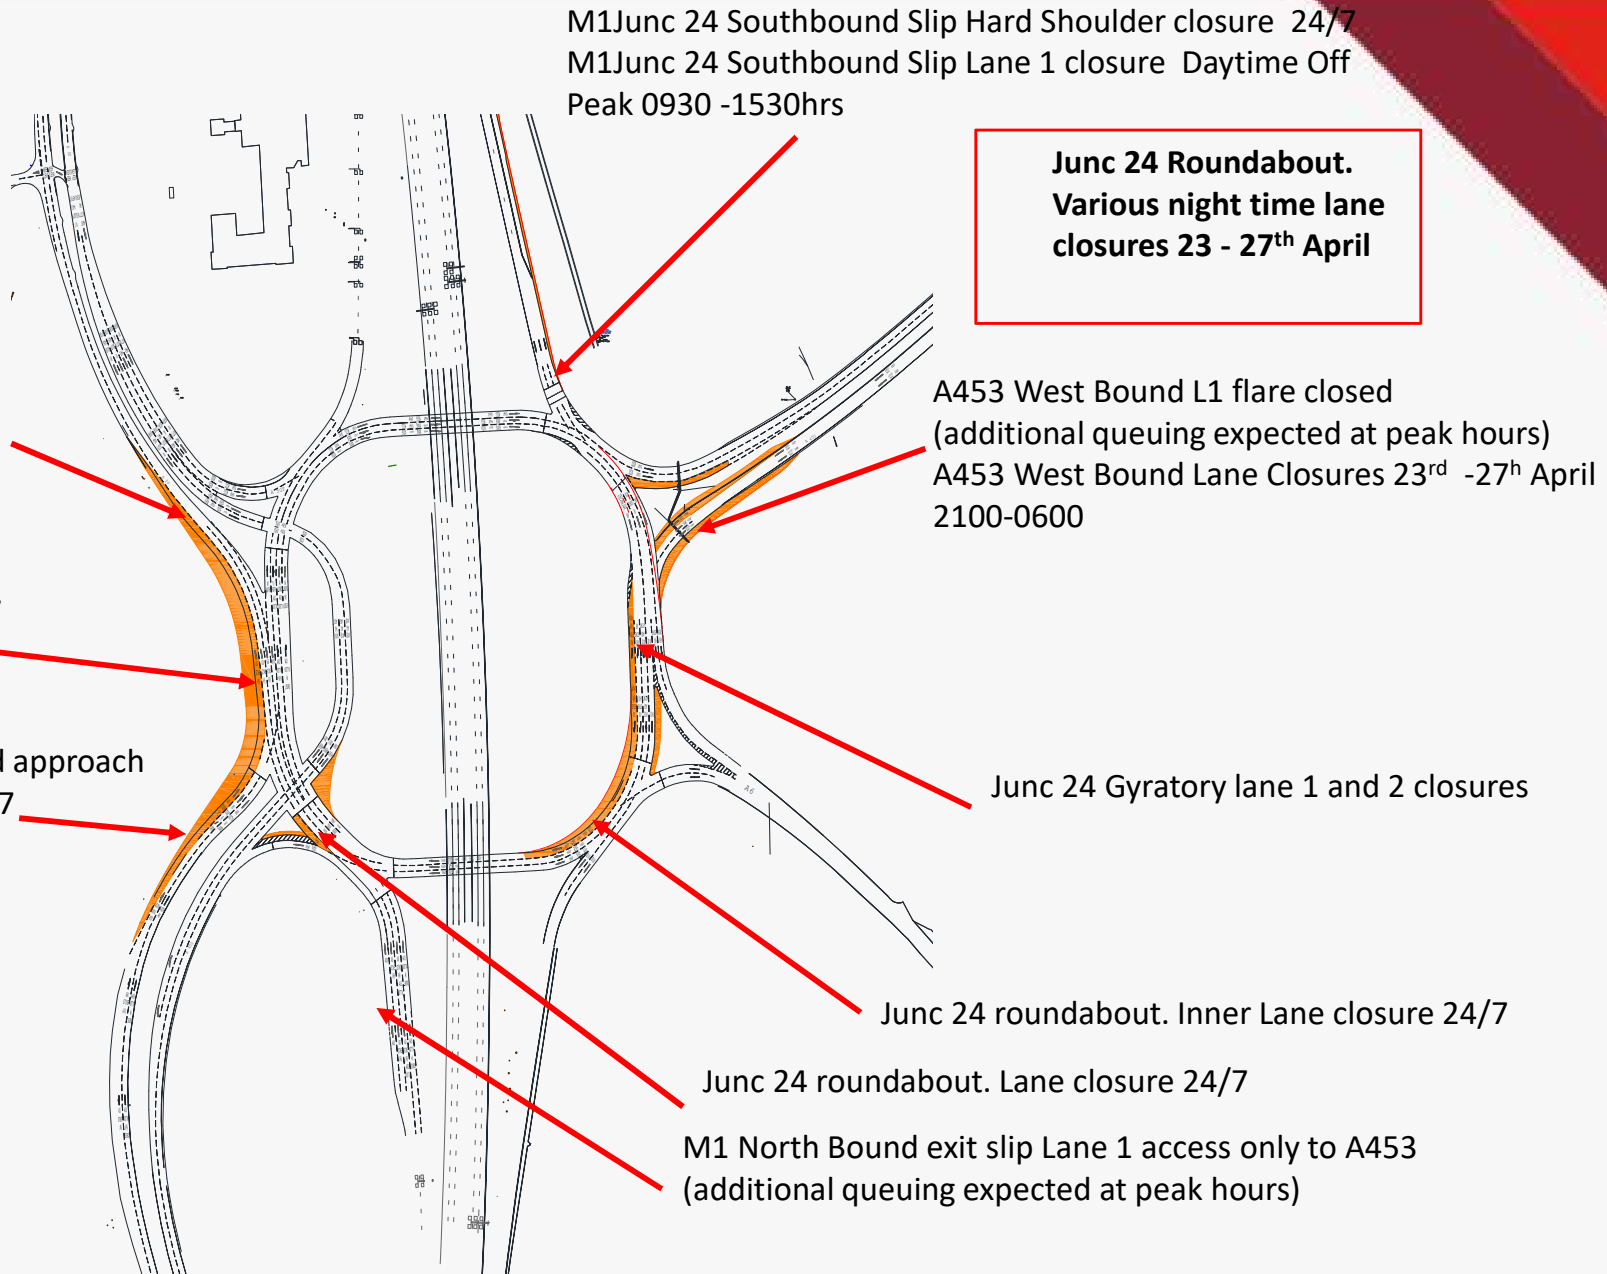 M1Junc 24 Southbound Slip Hard Shoulder closure 24/7
M1Junc 24 Southbound Slip Lane 1 closure Daytime Off
Peak 0930 -1530hrs
Junc 24 Roundabout.
Various night time lane
closures 23 - 27th April
A453 West Bound L1 flare closed
(additional queuing expected at peak hours)
A453 West Bound Lane Closures 23rd -27h April
2100-0600
approach
7
Junc 24 Gyratory lane 1 and 2 closures
A6
Junc 24 roundabout. Inner Lane closure 24/7
Junc 24 roundabout. Lane closure 24/7
M1 North Bound exit slip Lane 1 access only to A453
(additional queuing expected at peak hours)